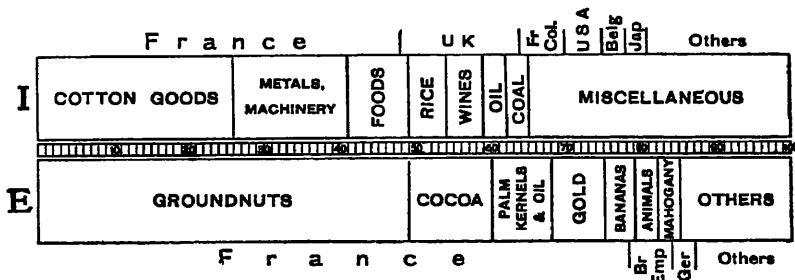 France UK Fr Col. USA Belg Jap Others
I COTTON GOODS METALS, MACHINERY FOODS RICE WINES OIL COAL MISCELLANEOUS
10 20 30 40 50 60 70 80 90
E GROUNDNUTS COCOA PALM KERNELS & OIL GOLD BANANAS ANIMALS MAHOGANY OTHERS
France Br Emp Ger Others